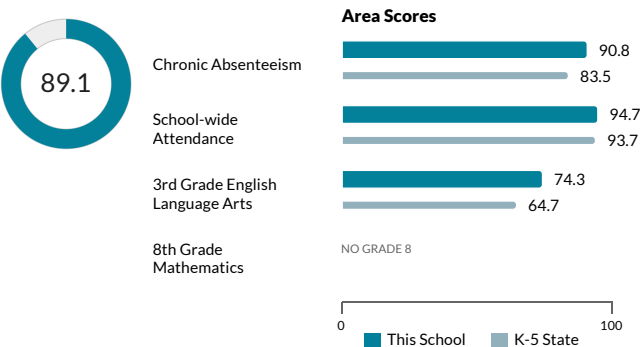 Area Scores
89.1
Chronic Absenteeism
90.8
83.5
School-wide
Attendance
94.7
93.7
3rd Grade English
Language Arts
74.3
64.7
8th Grade
Mathematics
NO GRADE 8
0
100
This School
K-5 State